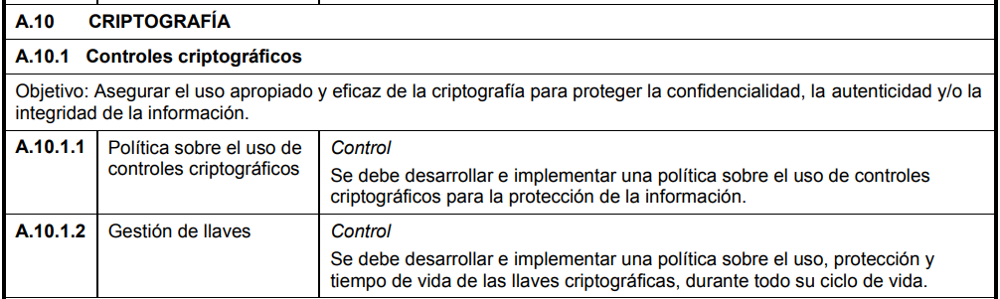 A.10 CRIPTOGRAFÍA
A.10.1 Controles criptográficos
Objetivo: Asegurar el uso apropiado y eficaz de la criptografía para proteger la confidencialidad, la autenticidad y/o la
integridad de la información.
A.10.1.1 Política sobre el uso de
controles criptográficos
Control
Se debe desarrollar e implementar una política sobre el uso de controles
criptográficos para la protección de la información.
A.10.1.2 Gestión de llaves
Control
Se debe desarrollar e implementar una política sobre el uso, protección y
tiempo de vida de las llaves criptográficas, durante todo su ciclo de vida.